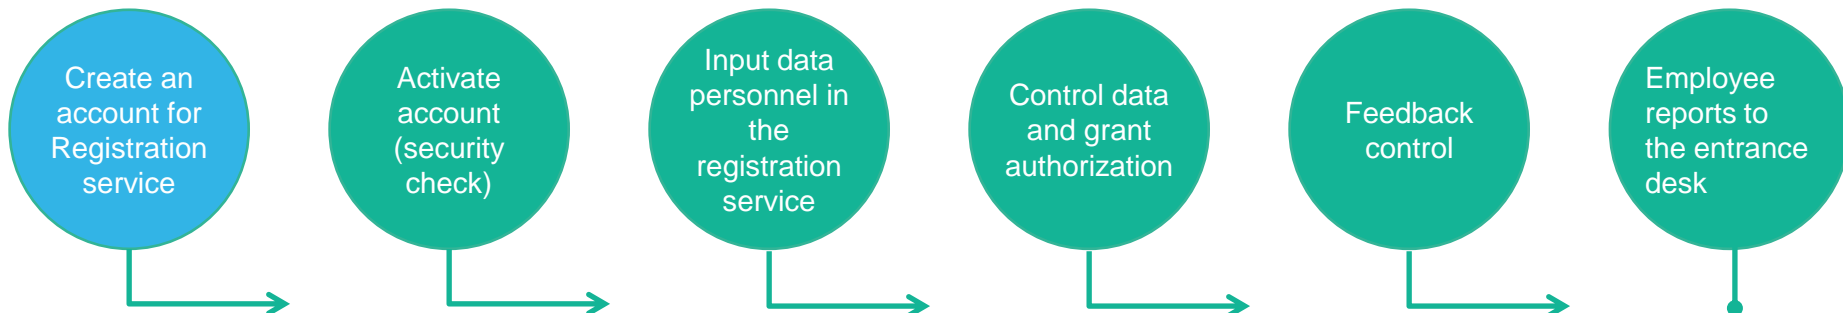 Create an
account for
Registration
service
Activate
account
(security
check)
Input data
personnel in
the
registration
service
Control data
and grant
authorization
Feedback
control
Employee
reports to
the entrance
desk